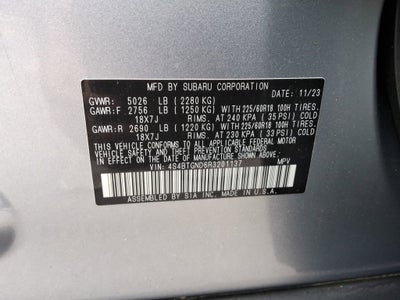 MFD BY SUBARU CORPORATION DATE: 11/23
GWVR: 5026 LB (2280 KG)
GAWR:F 2756 LB (1250 KG) WITH 225/60R18 100H TIRES,
18X7J RIMS, AT 240 KPA (35 PSI) COLD
GAWR:R 2690 LB (1220 KG) WITH 225/60R18 100H TIRES,
18X7J RIMS, AT 230 KPA (33 PSI) COLD
THIS VEHICLE CONFORMS TO ALL APPLICABLE FEDERAL MOTOR
VEHICLE SAFETY, BUMPER, AND THEFT PREVENTION STANDARDS
IN EFFECT ON THE DATE OF MANUFACTURE SHOWN ABOVE.
VIN: 4S4BTGND6R3201137 MPV
ASSEMBLED BY SIA INC. MADE IN U.S.A.